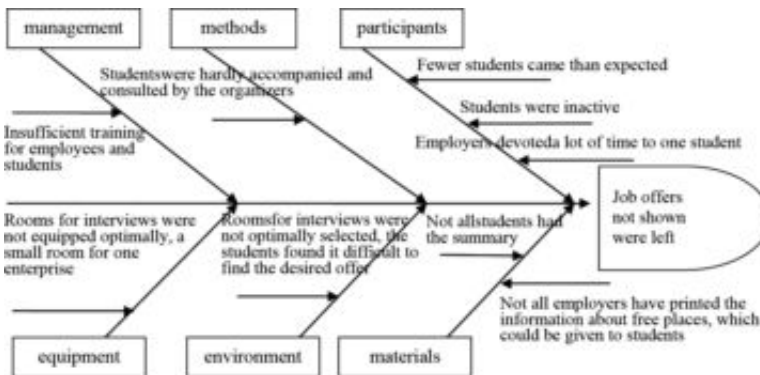 management
methods
participants
Studentswere hardly accompanied and
consulted by the organizers
Fewer students came than expected
Students were inactive
Insufficient training
for employees and
students
Employers devoteda lot of time to one student
Job offers
not shown
were left
Rooms for interviews were
not equipped optimally, a
small room for one
enterprise
Roomsfor interviews were
not optimally selected, the
students found it difficult to
find the desired offer
Not allstudents had
the summary
Not all employers have printed the
information about free places, which
could be given to students
equipment
environment
materials